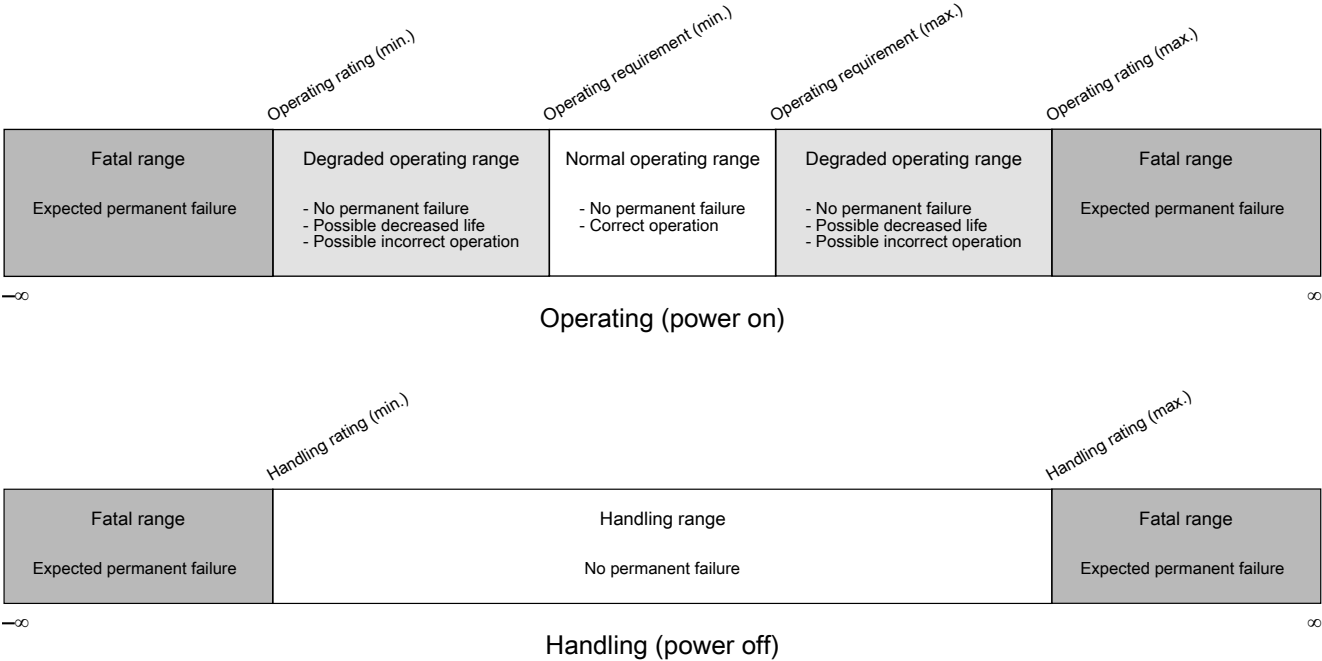 Operating rating (min.)
Operating requirement (min.)
Operating requirement (max.)
Operating rating (max.)
Fatal range
Expected permanent failure
Degraded operating range
- No permanent failure
- Possible decreased life
- Possible incorrect operation
Normal operating range
- No permanent failure
- Correct operation
Degraded operating range
- No permanent failure
- Possible decreased life
- Possible incorrect operation
Fatal range
Expected permanent failure
–∞
∞
Operating (power on)
Handling rating (min.)
Handling rating (max.)
Fatal range
Expected permanent failure
Handling range
No permanent failure
Fatal range
Expected permanent failure
–∞
∞
Handling (power off)